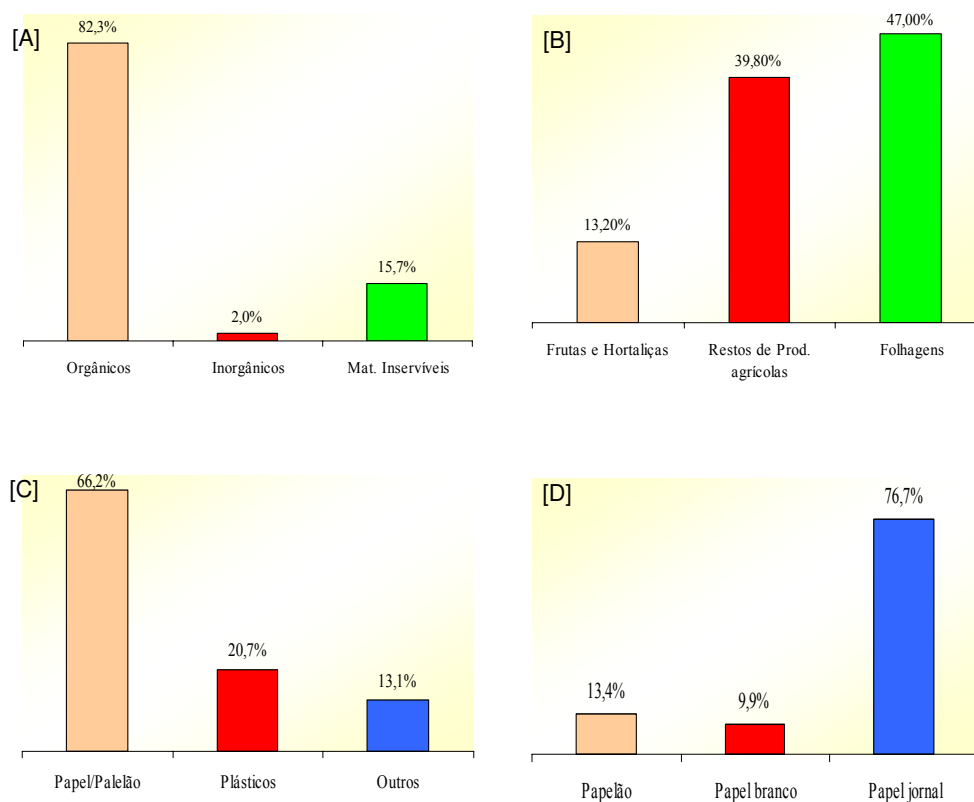 [A]
82,3%
2,0%
15,7%
Orgânicos Inorgânicos Mat. Inservíveis
[B]
13,20%
39,80%
47,00%
Frutas e Hortaliças Restos de Prod. Folhagens
agrícolas
[C]
66,2%
20,7%
13,1%
Papel/Palelão Plásticos Outros
[D]
13,4%
9,9%
76,7%
Papelão Papel branco Papel jornal